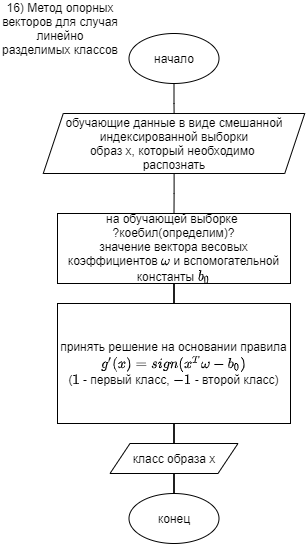 16) Метод опорных
векторов для случая
линейно
разделимых классов
начало
обучающие данные в виде смешанной
индексированной выборки
образ x, который необходимо
распознать
на обучающей выборке
?коебил(определим)?
значение вектора весовых
коэффициентов ω и вспомогательной
константы b₀
принять решение на основании правила
g′(x) = sign(xᵀω − b₀)
(1 - первый класс, −1 - второй класс)
класс образа x
конец